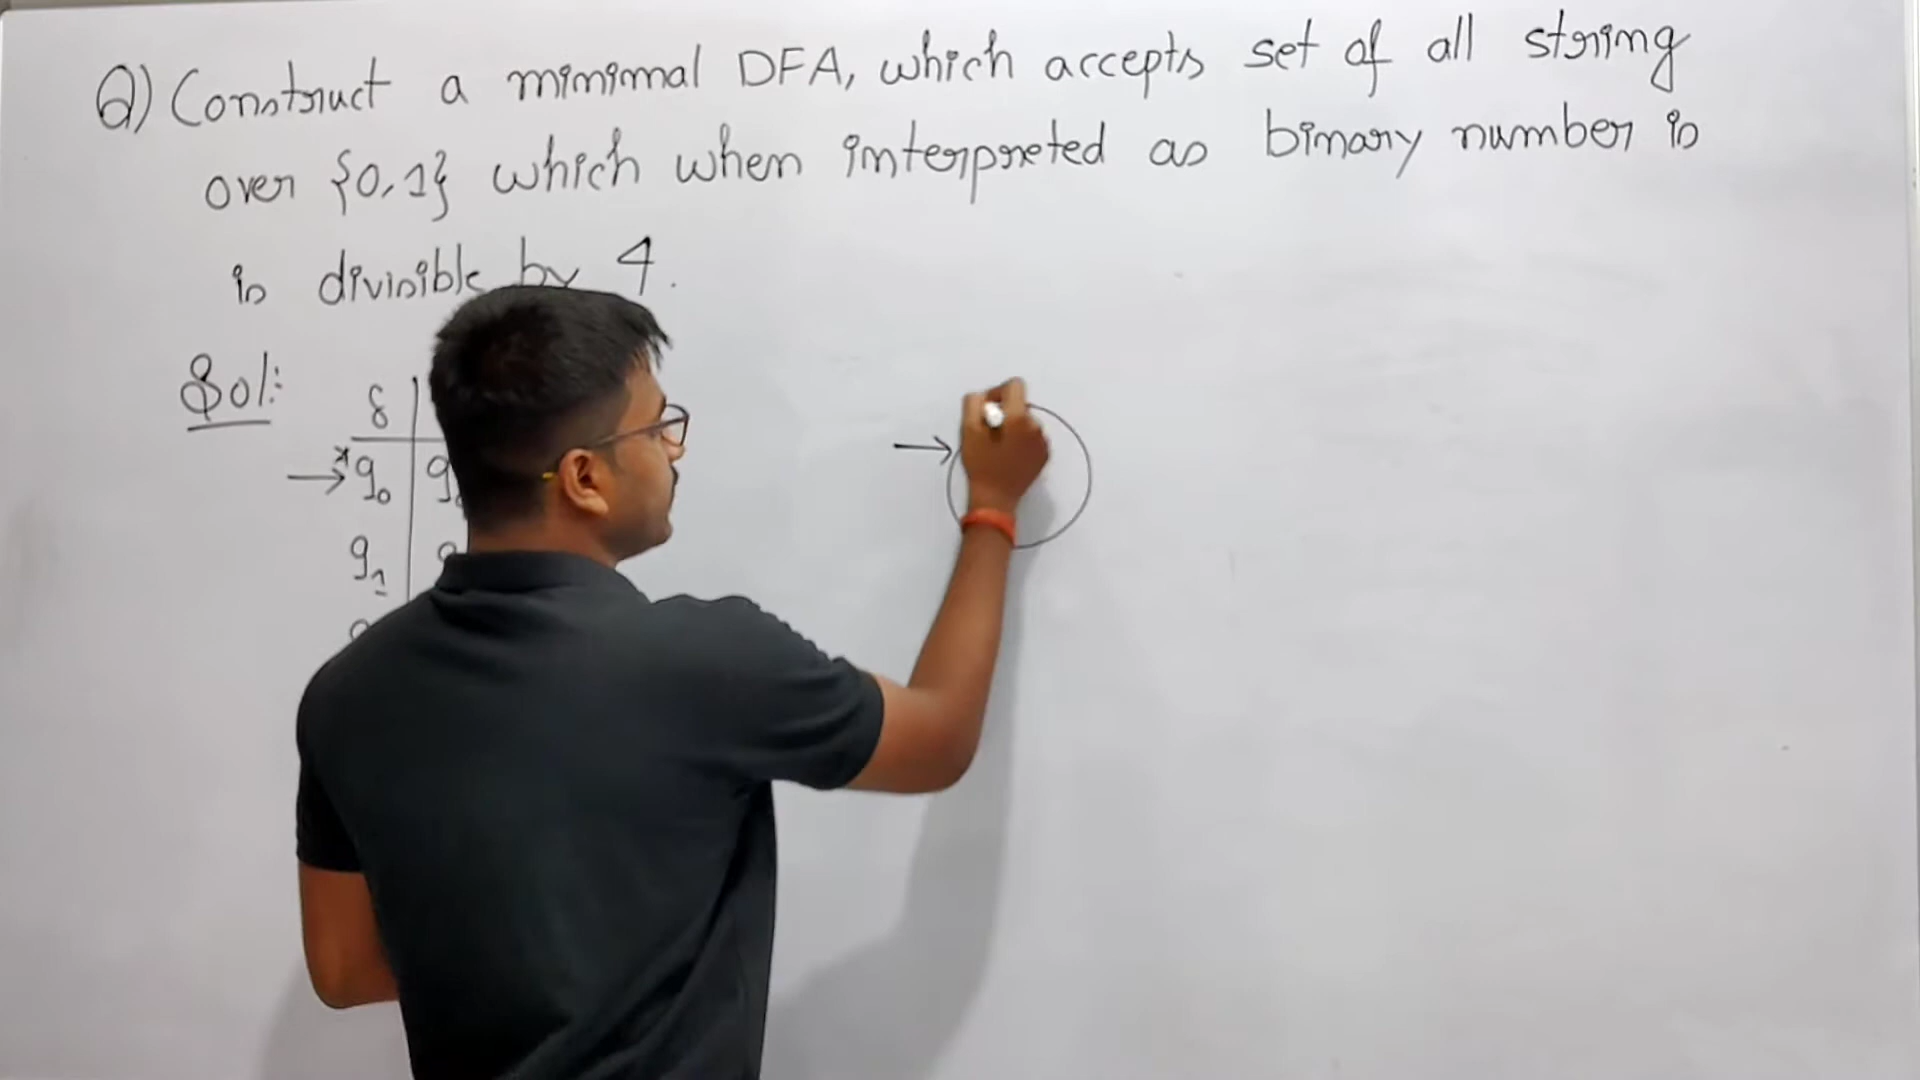 Q) Construct a minimal DFA, which accepts set of all string
over {0,1} which when interpreted as binary number is
is divisible by 4.
Sol:
δ
→*q₀
q₁